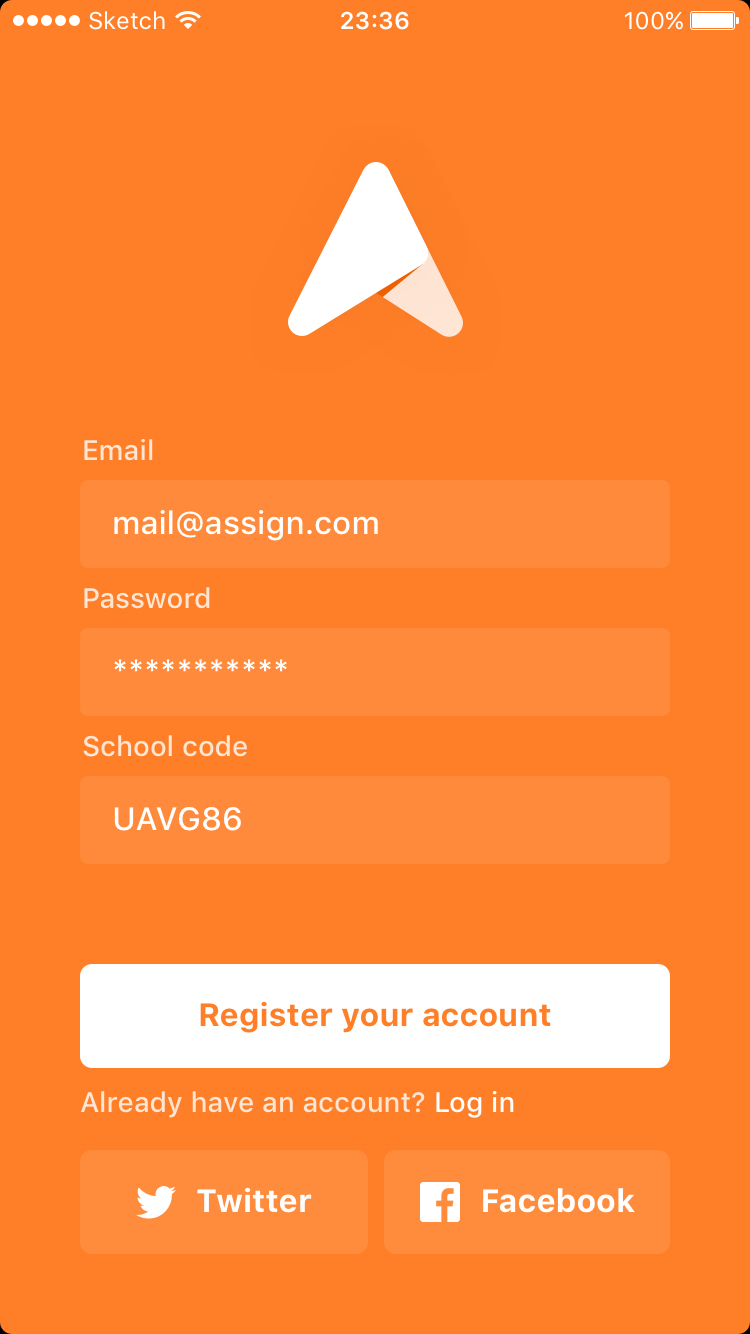 Sketch 23:36 100%
Email
mail@assign.com
Password
***********
School code
UAVG86
Register your account
Already have an account? Log in
Twitter Facebook